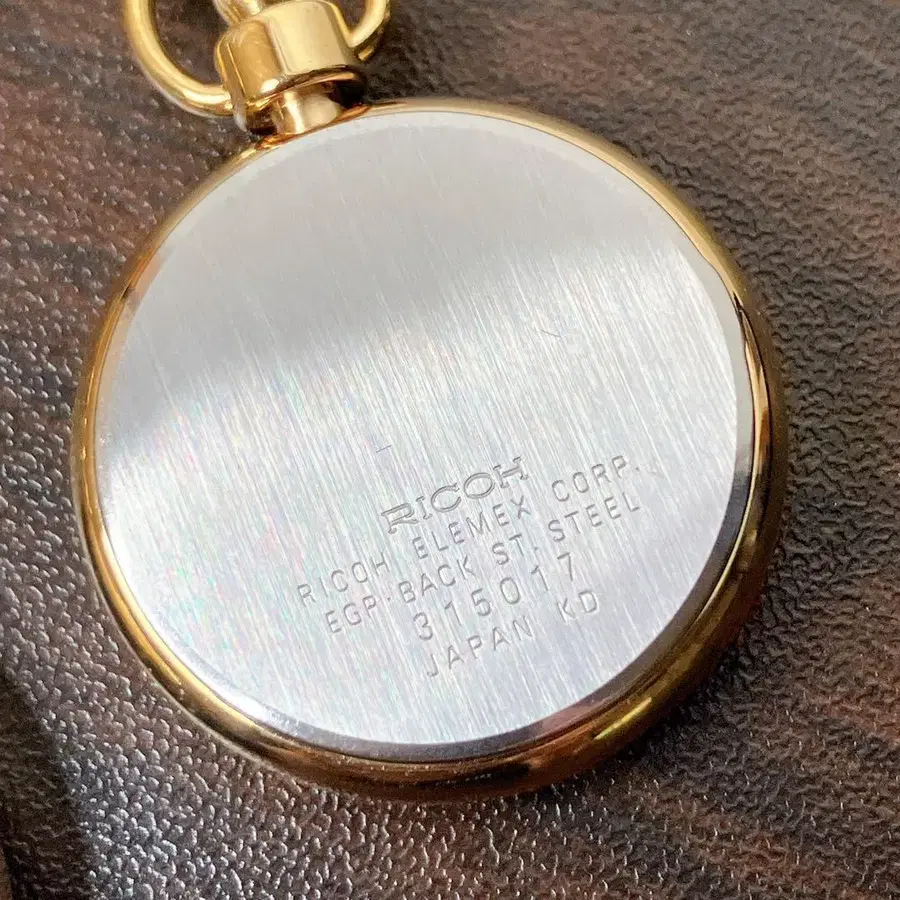 RICOH
RICOH ELEMEX CORP.
EGP·BACK ST. STEEL
315017
JAPAN KD